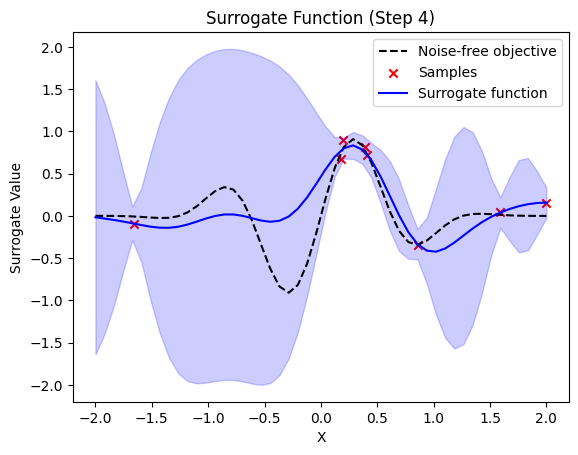 Surrogate Function (Step 4)
Noise-free objective
Samples
Surrogate function
Surrogate Value
2.0
1.5
1.0
0.5
0.0
−0.5
−1.0
−1.5
−2.0
−2.0 −1.5 −1.0 −0.5 0.0 0.5 1.0 1.5 2.0
X